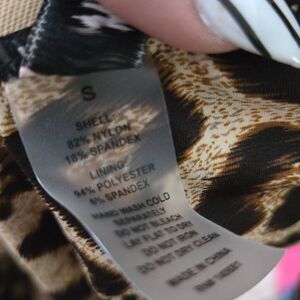 S
SHELL:
82% NYLON
18% SPANDEX
LINING:
94% POLYESTER
6% SPANDEX
HAND WASH COLD
SEPARATELY
DO NOT BLEACH
LAY FLAT TO DRY
DO NOT IRON
DO NOT DRY CLEAN
MADE IN CHINA